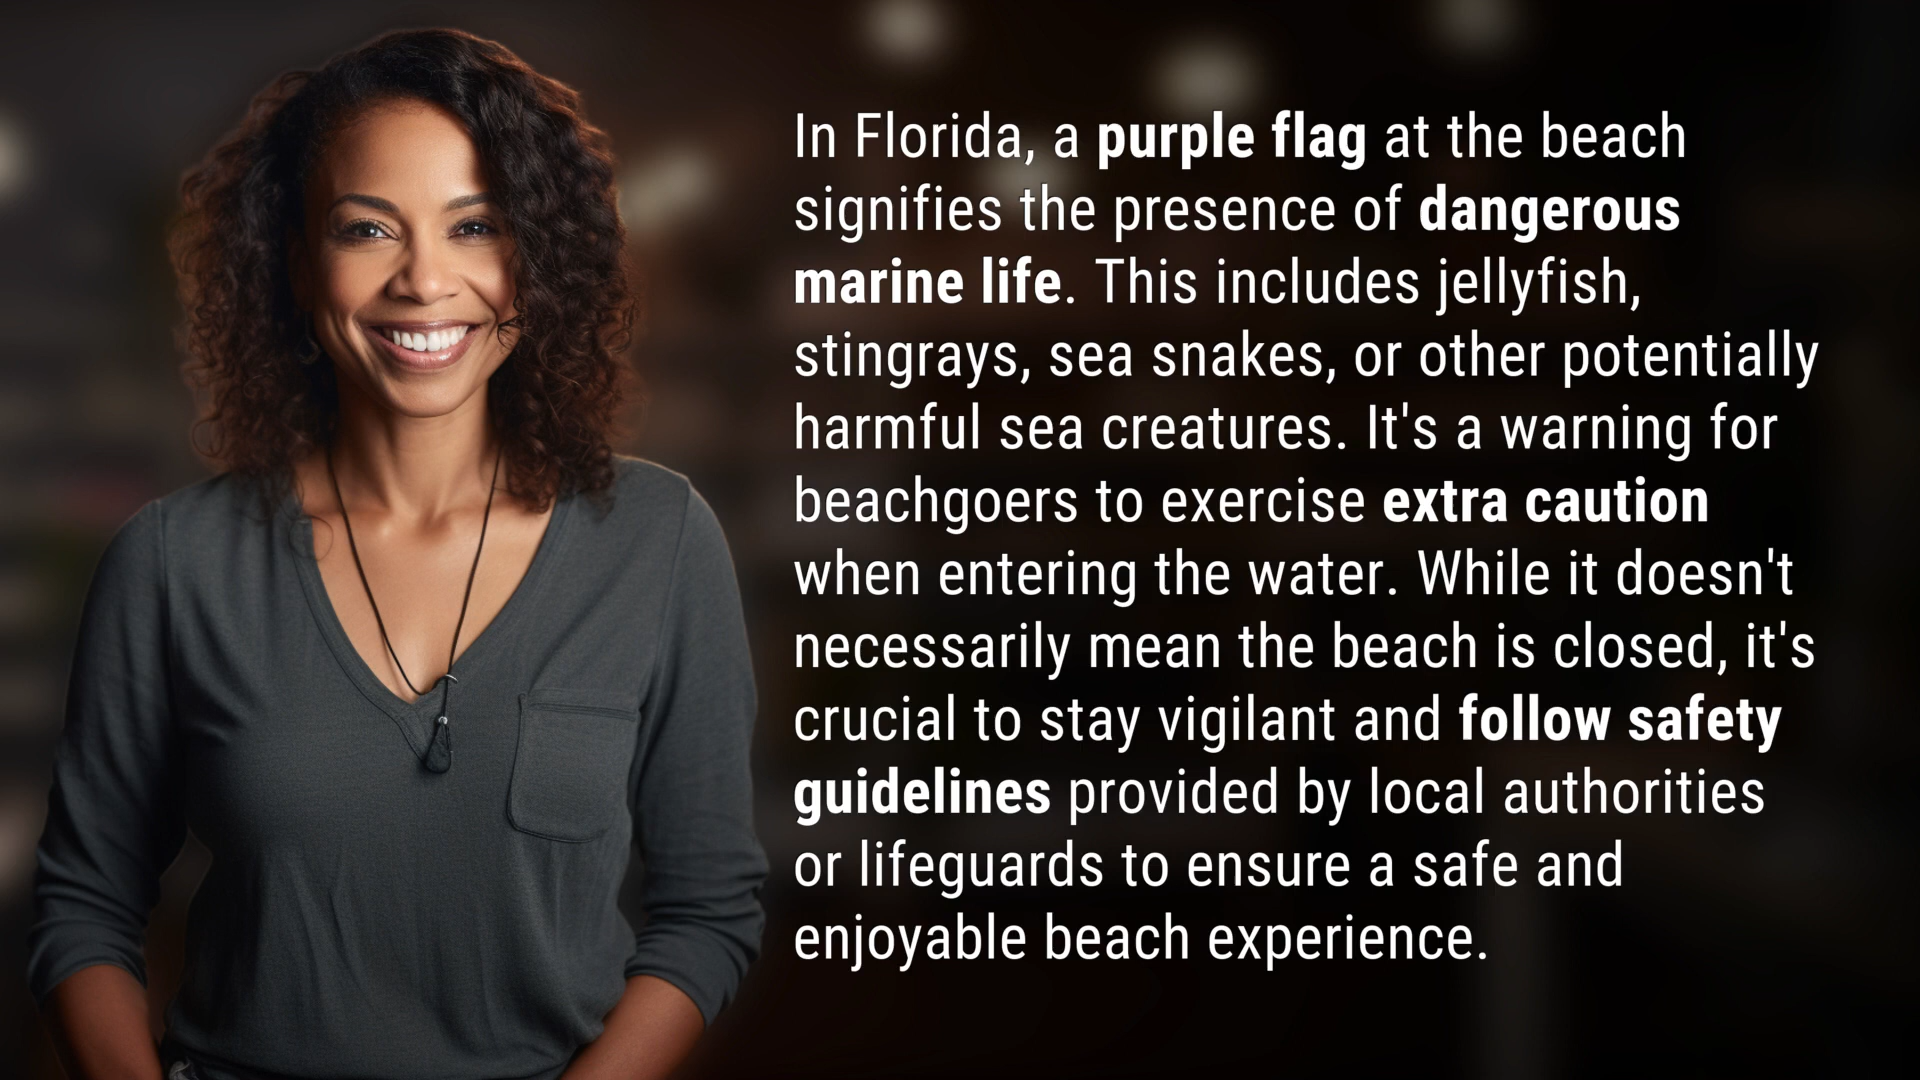 In Florida, a purple flag at the beach
signifies the presence of dangerous
marine life. This includes jellyfish,
stingrays, sea snakes, or other potentially
harmful sea creatures. It's a warning for
beachgoers to exercise extra caution
when entering the water. While it doesn't
necessarily mean the beach is closed, it's
crucial to stay vigilant and follow safety
guidelines provided by local authorities
or lifeguards to ensure a safe and
enjoyable beach experience.